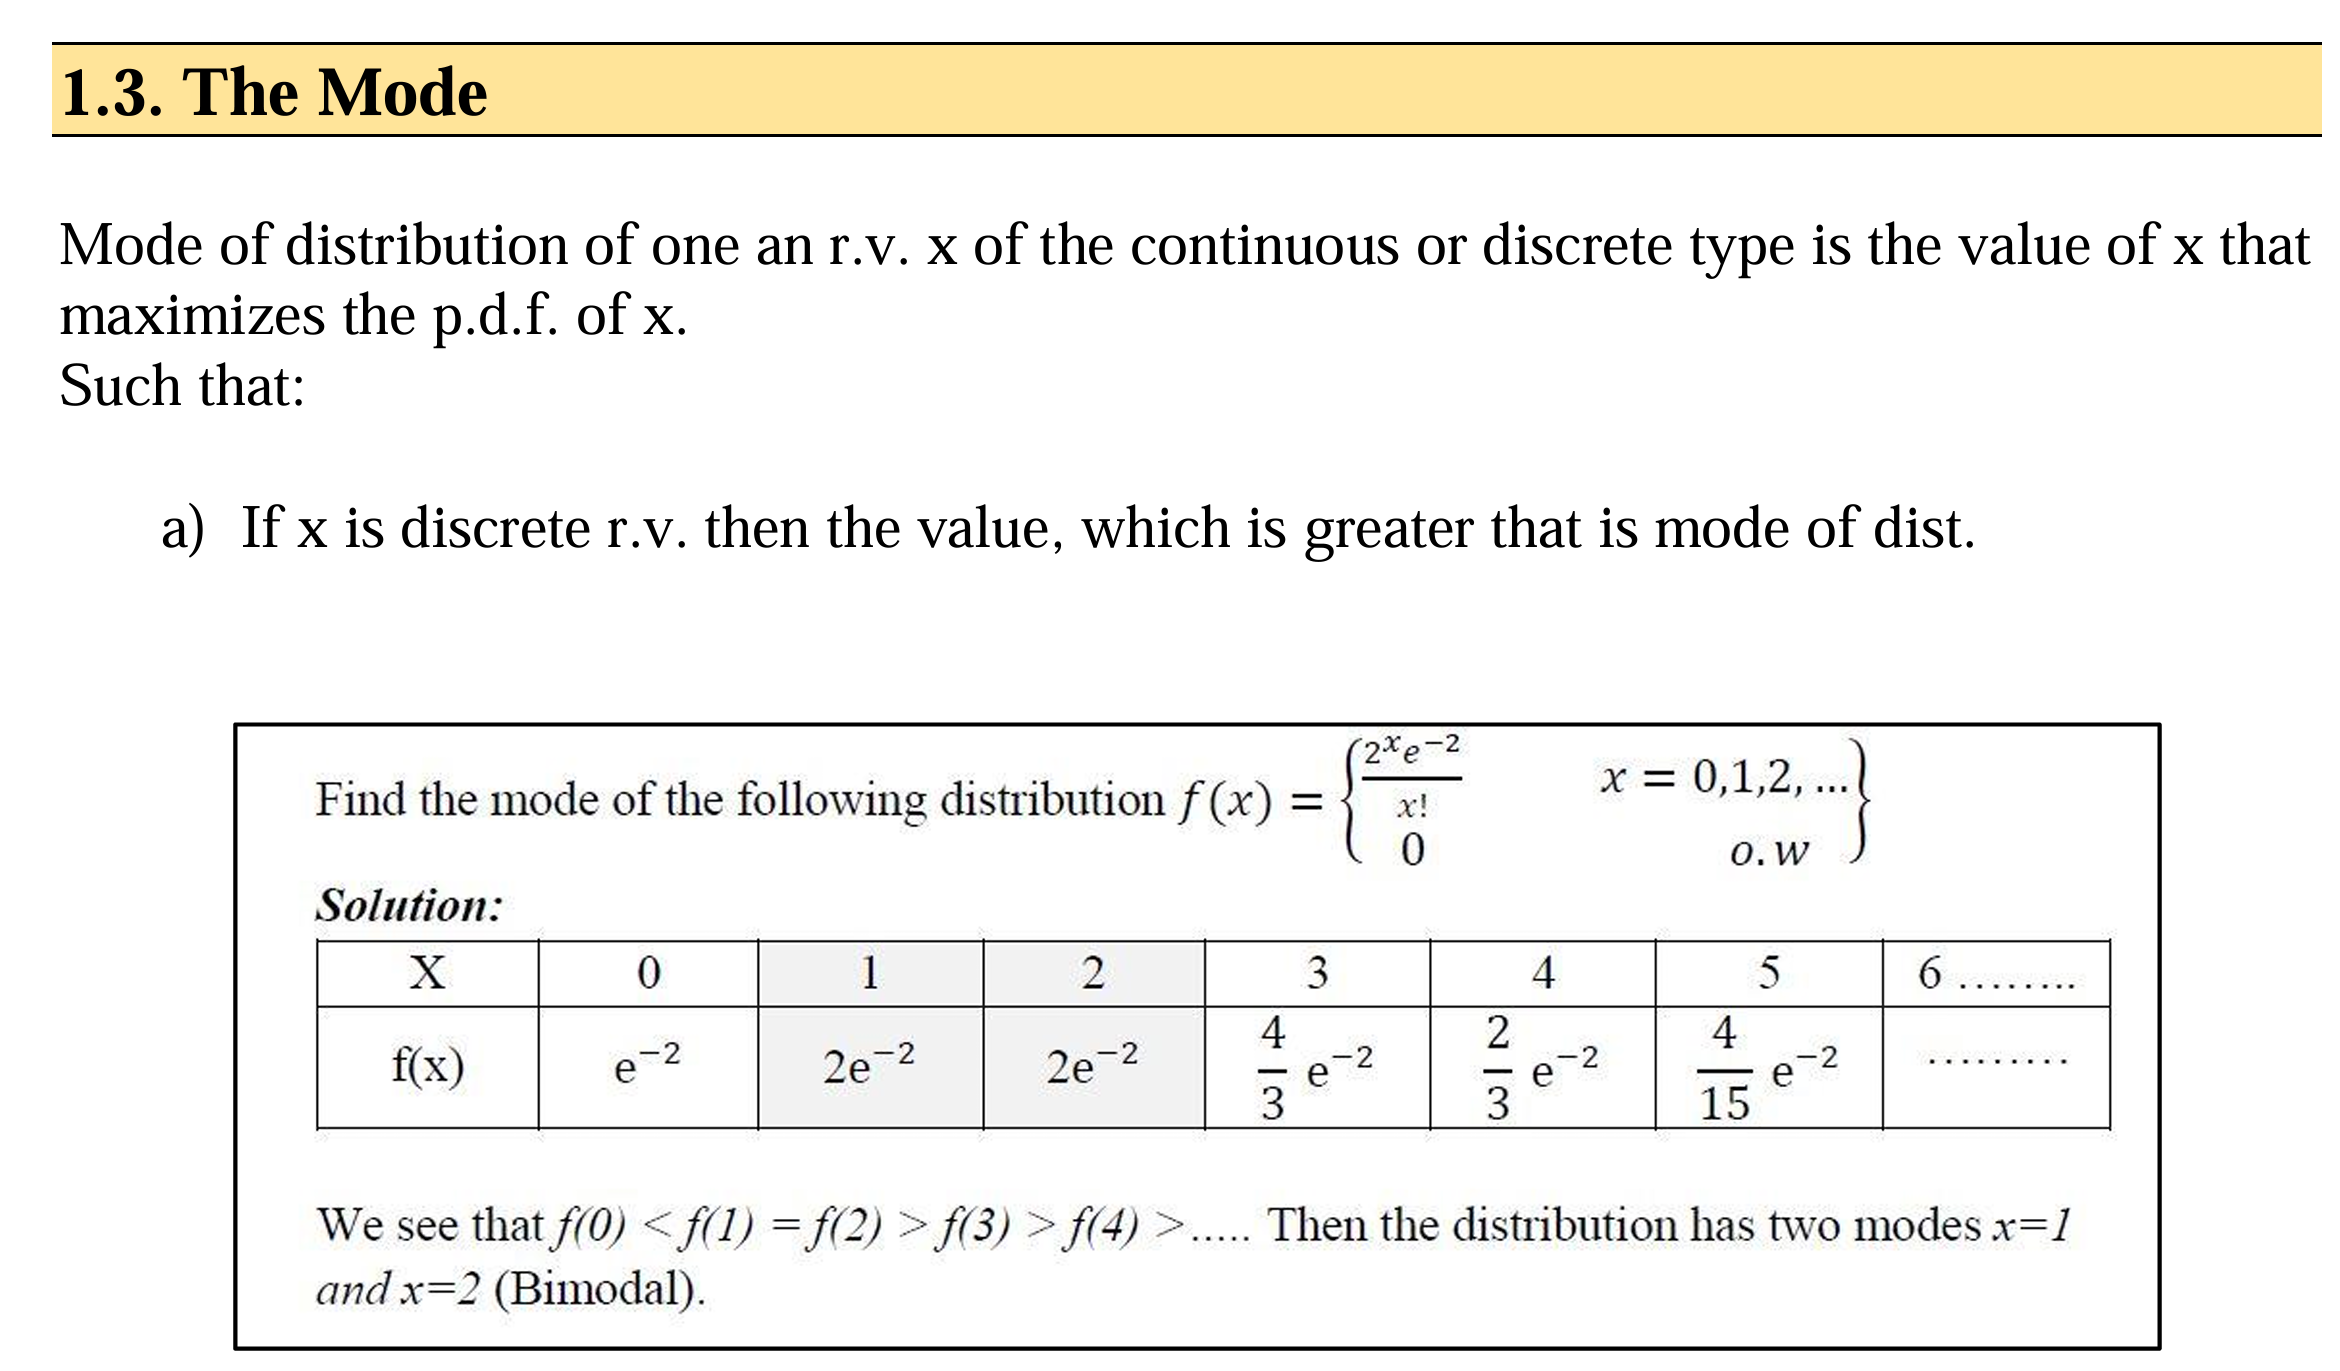 1.3. The Mode
Mode of distribution of one an r.v. x of the continuous or discrete type is the value of x that
maximizes the p.d.f. of x.
Such that:
a) If x is discrete r.v. then the value, which is greater that is mode of dist.
Find the mode of the following distribution f(x) = { 2^x e^−2 / x!   x = 0,1,2, ...
0   o.w }
Solution:
X 0 1 2 3 4 5 6 ........
f(x) e^−2 2e^−2 2e^−2 4/3 e^−2 2/3 e^−2 4/15 e^−2 .........
We see that f(0) < f(1) = f(2) > f(3) > f(4) >..... Then the distribution has two modes x=1
and x=2 (Bimodal).